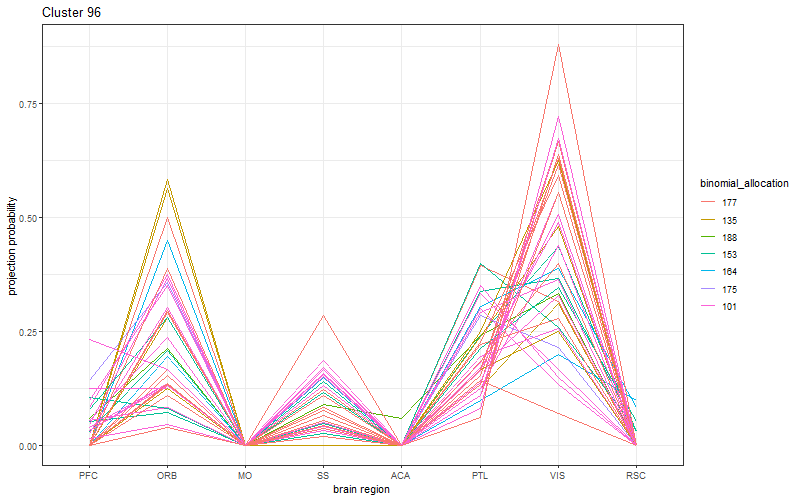 Cluster 96
projection probability
0.75
0.50
0.25
0.00
PFC ORB MO SS ACA PTL VIS RSC
brain region
binomial_allocation
177
135
188
153
164
175
101